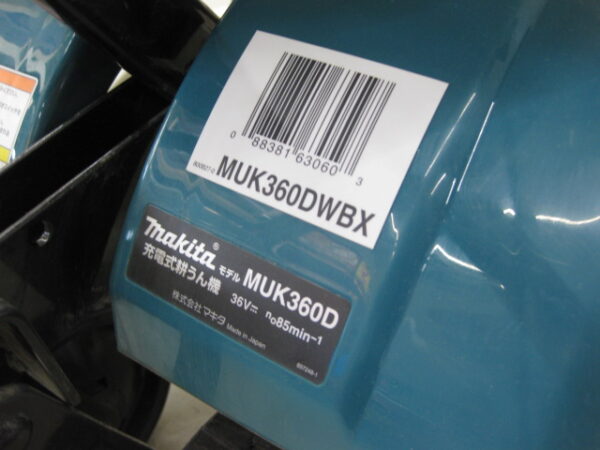 0 88381 63060 3
MUK360DWBX
makita® モデル MUK360D
充電式耕うん機 36V⎓ n₀85min-1
株式会社マキタ Made in Japan